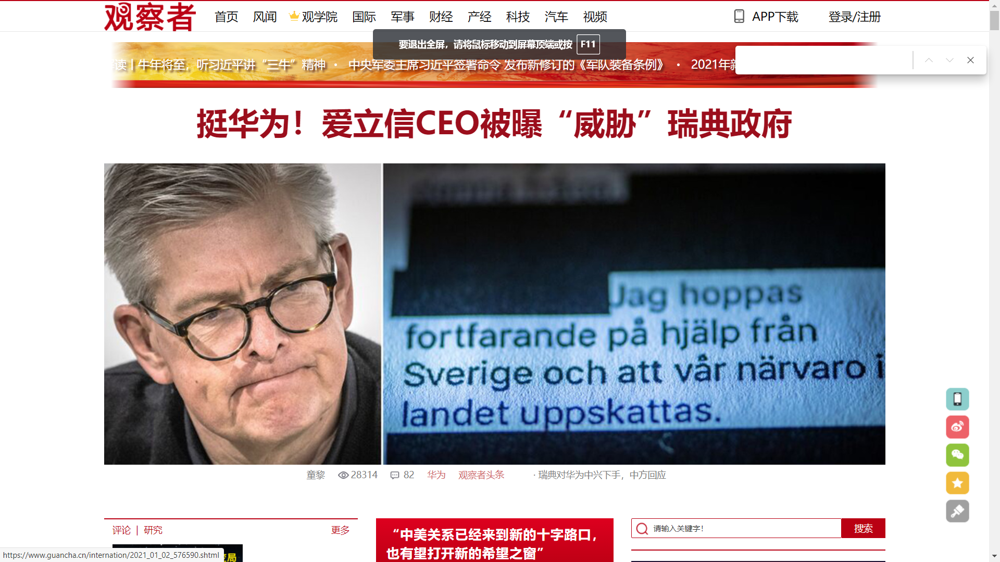 观察者
首页 风闻 观学院 国际 军事 财经 产经 科技 汽车 视频 APP下载 登录/注册
要退出全屏，请将鼠标移动到屏幕顶端或按 F11
解读丨牛年将至，听习近平讲“三牛”精神 • 中央军委主席习近平签署命令 发布新修订的《军队装备条例》 • 2021年新
挺华为！爱立信CEO被曝“威胁”瑞典政府
Jag hoppas
fortfarande på hjälp från
Sverige och att vår närvaro i
landet uppskattas.
童黎 28314 82 华为 观察者头条 · 瑞典对华为中兴下手，中方回应
评论 | 研究 更多
“中美关系已经来到新的十字路口，
也有望打开新的希望之窗”
请输入关键字！ 搜索
https://www.guancha.cn/internation/2021_01_02_576590.shtml